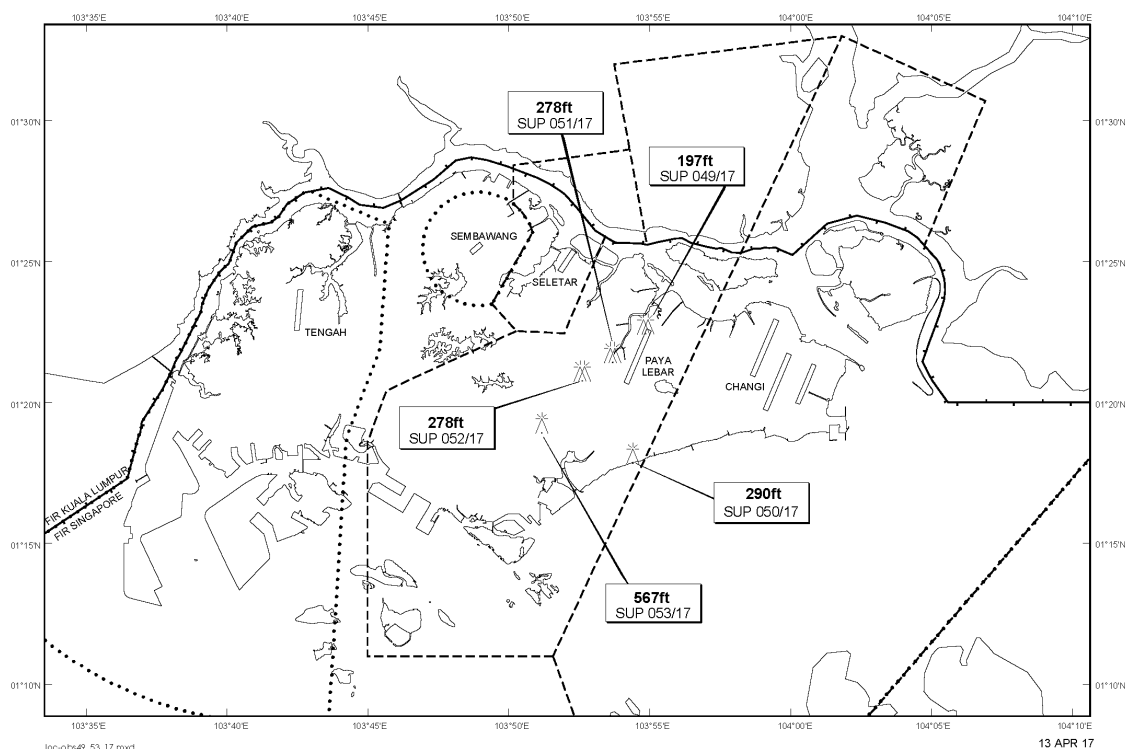 103°35'E 103°40'E 103°45'E 103°50'E 103°55'E 104°00'E 104°05'E 104°10'E
01°30'N 01°30'N
278ft
SUP 051/17
197ft
SUP 049/17
SEMBAWANG
01°25'N 01°25'N
SELETAR
TENGAH
PAYA
LEBAR
CHANGI
01°20'N 01°20'N
278ft
SUP 052/17
FIR KUALA LUMPUR
FIR SINGAPORE
290ft
SUP 050/17
01°15'N 01°15'N
567ft
SUP 053/17
01°10'N 01°10'N
103°35'E 103°40'E 103°45'E 103°50'E 103°55'E 104°00'E 104°05'E 104°10'E
13 APR 17
loc-obs49_53_17.mxd